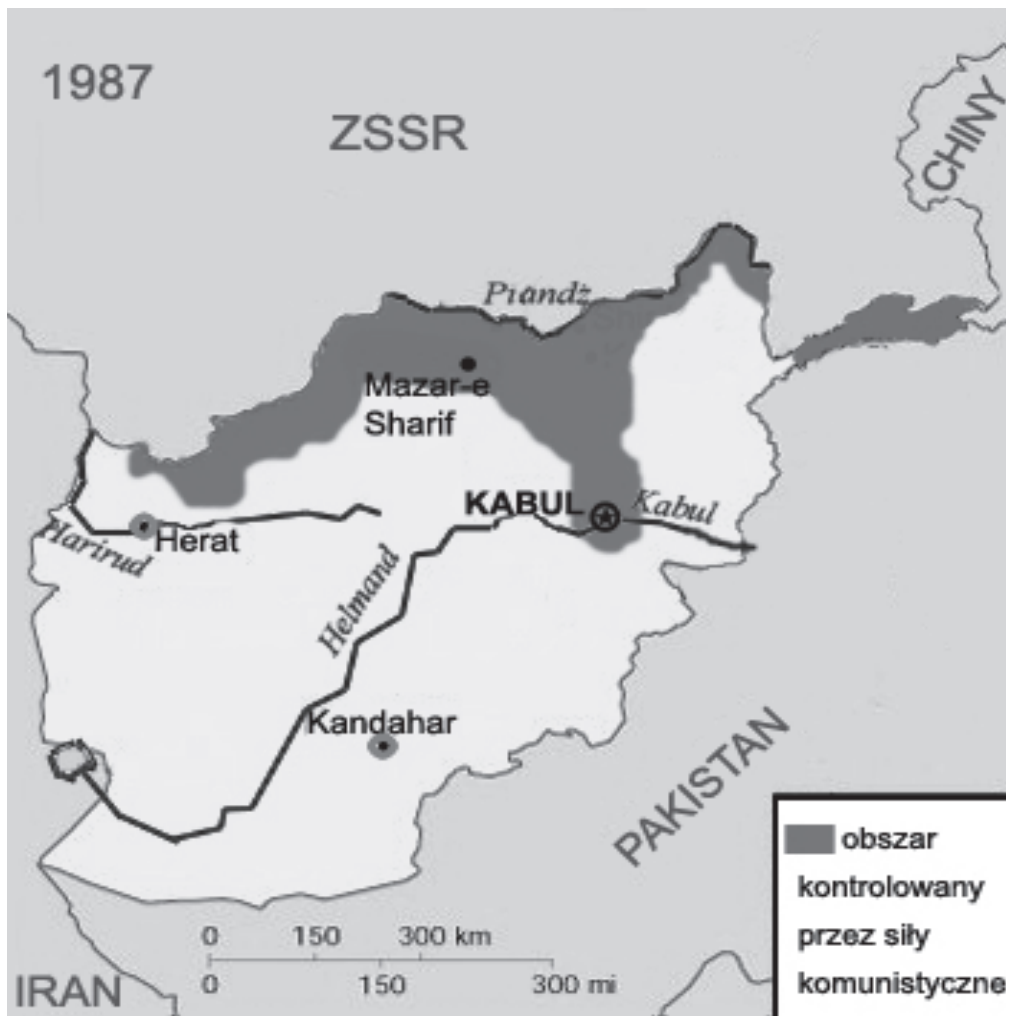 1987
ZSSR
CHINY
Piandż
Mazar-e
Sharif
KABUL
Kabul
Harirud
Herat
Helmand
Kandahar
PAKISTAN
IRAN
0 150 300 km
0 150 300 mi
obszar
kontrolowany
przez siły
komunistyczne